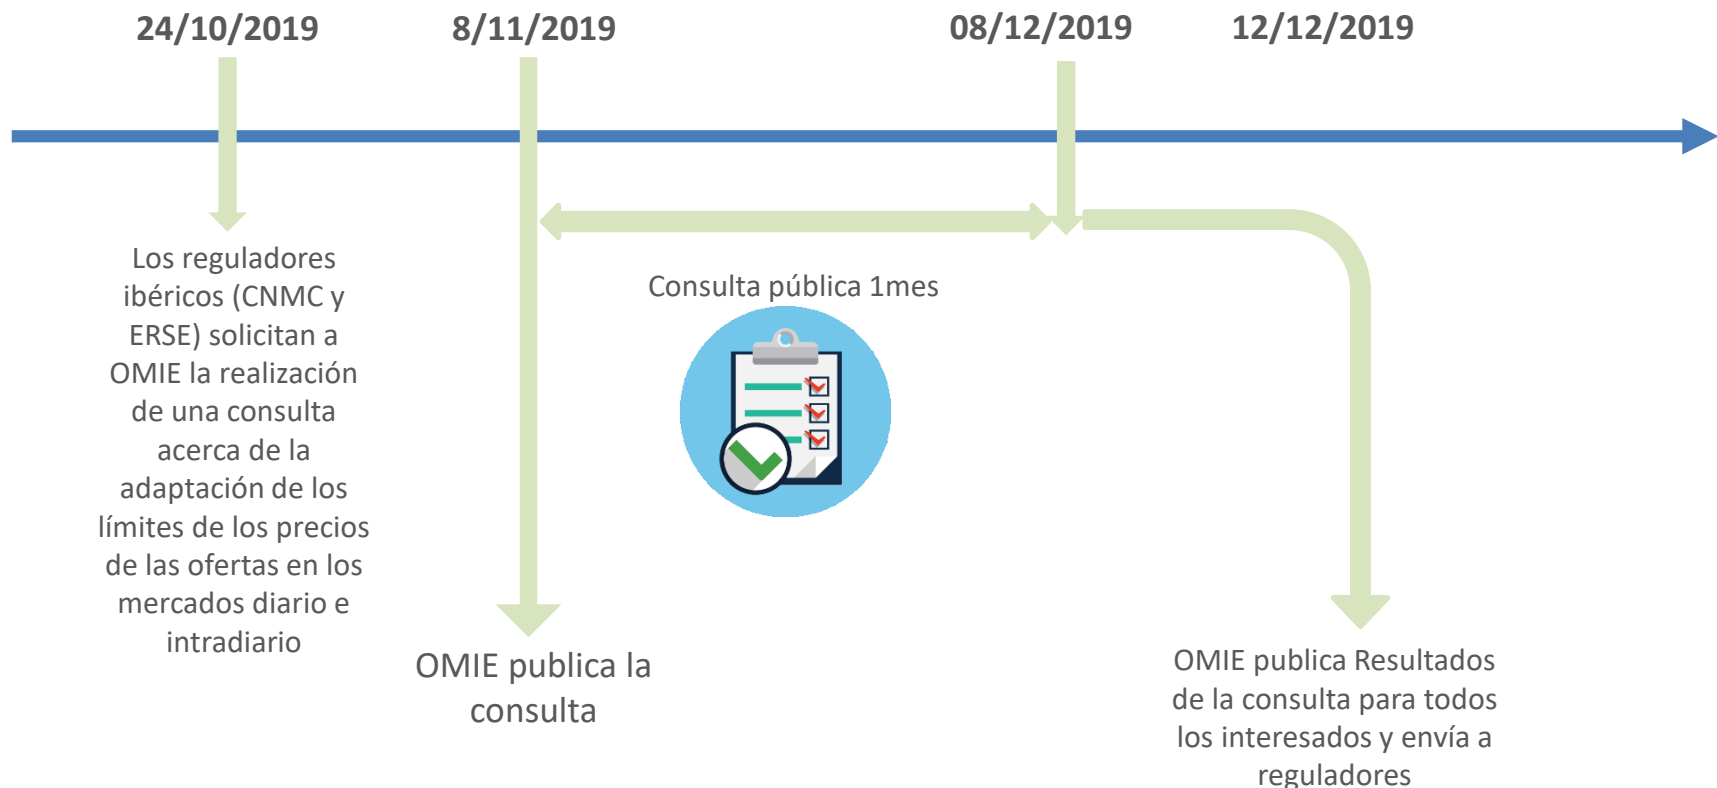 24/10/2019
8/11/2019
08/12/2019
12/12/2019
Los reguladores
ibéricos (CNMC y
ERSE) solicitan a
OMIE la realización
de una consulta
acerca de la
adaptación de los
límites de los precios
de las ofertas en los
mercados diario e
intradiario
OMIE publica la
consulta
Consulta pública 1mes
OMIE publica Resultados
de la consulta para todos
los interesados y envía a
reguladores